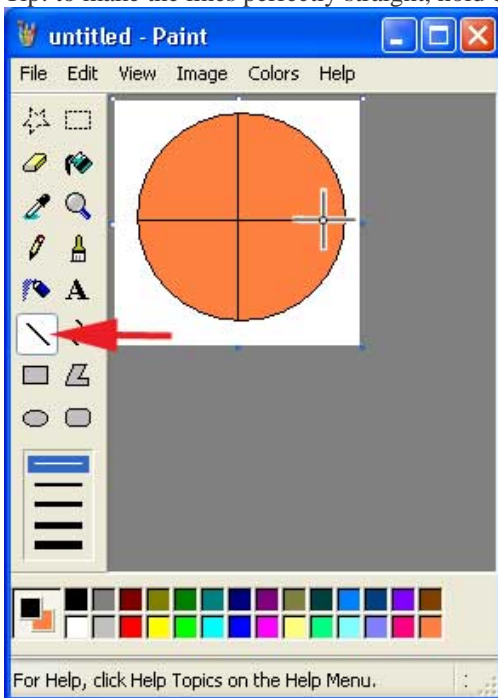 untitled - Paint
File Edit View Image Colors Help
A
For Help, click Help Topics on the Help Menu.